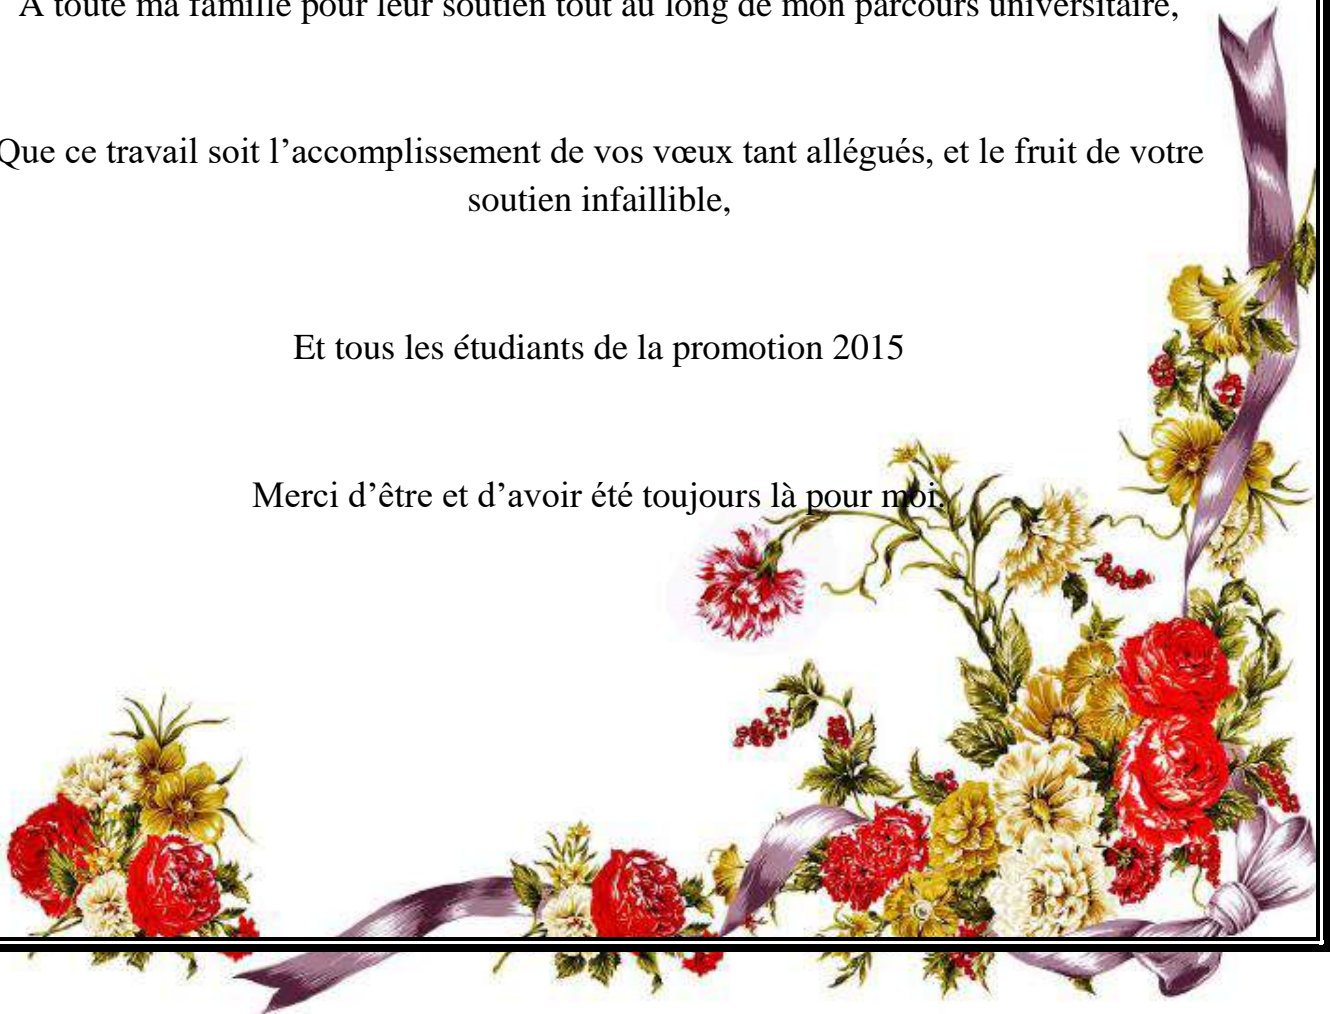 A toute ma famille pour leur soutien tout au long de mon parcours universitaire,
Que ce travail soit l’accomplissement de vos vœux tant allégués, et le fruit de votre
soutien infaillible,
Et tous les étudiants de la promotion 2015
Merci d’être et d’avoir été toujours là pour moi.